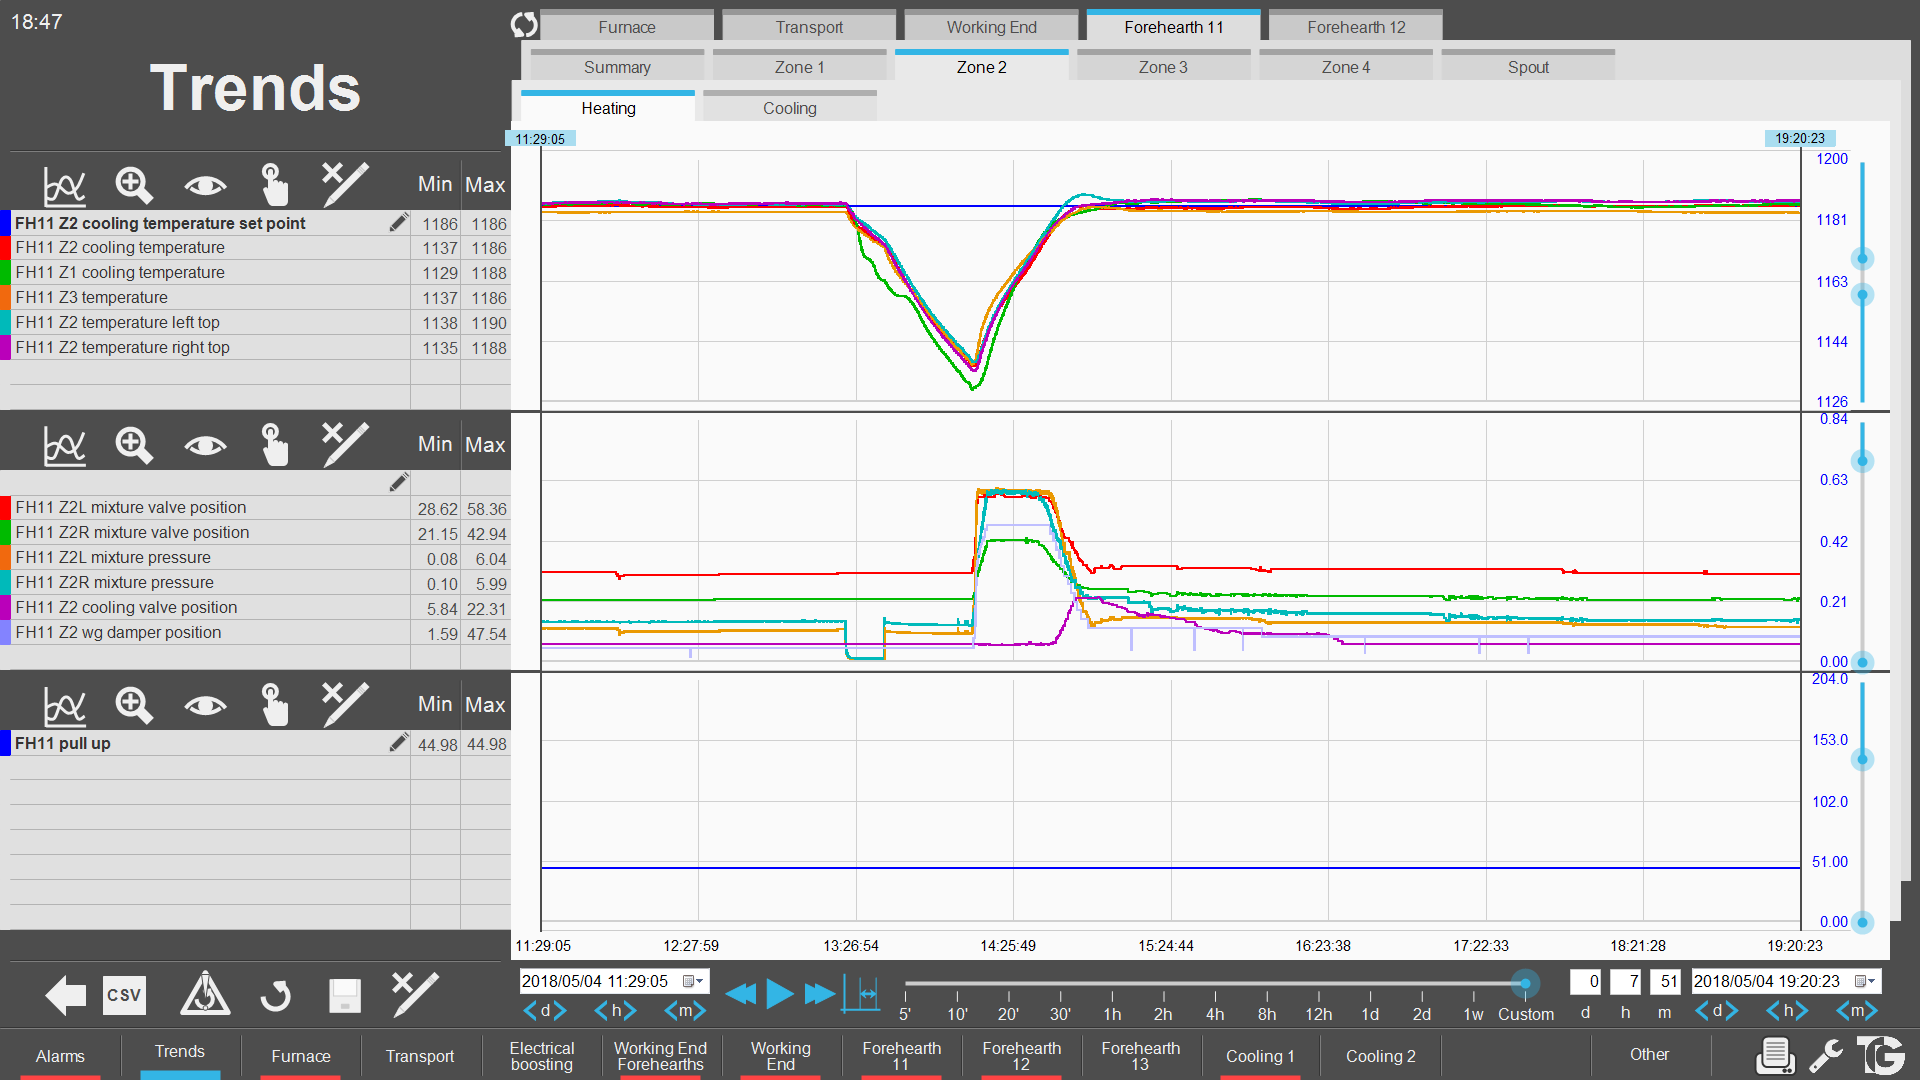 18:47
Trends
Furnace Transport Working End Forehearth 11 Forehearth 12
Summary Zone 1 Zone 2 Zone 3 Zone 4 Spout
Heating Cooling
11:29:05 19:20:23
Min Max
FH11 Z2 cooling temperature set point 1186 1186
FH11 Z2 cooling temperature 1137 1186
FH11 Z1 cooling temperature 1129 1188
FH11 Z3 temperature 1137 1186
FH11 Z2 temperature left top 1138 1190
FH11 Z2 temperature right top 1135 1188
1200
1181
1163
1144
1126
Min Max
FH11 Z2L mixture valve position 28.62 58.36
FH11 Z2R mixture valve position 21.15 42.94
FH11 Z2L mixture pressure 0.08 6.04
FH11 Z2R mixture pressure 0.10 5.99
FH11 Z2 cooling valve position 5.84 22.31
FH11 Z2 wg damper position 1.59 47.54
0.84
0.63
0.42
0.21
0.00
Min Max
FH11 pull up 44.98 44.98
204.0
153.0
102.0
51.00
0.00
11:29:05 12:27:59 13:26:54 14:25:49 15:24:44 16:23:38 17:22:33 18:21:28 19:20:23
CSV
2018/05/04 11:29:05
d h m
5' 10' 20' 30' 1h 2h 4h 8h 12h 1d 2d 1w Custom
0 7 51
d h m
2018/05/04 19:20:23
d h m
Alarms
Trends
Furnace
Transport
Electrical
boosting
Working End
Forehearths
Working
End
Forehearth
11
Forehearth
12
Forehearth
13
Cooling 1
Cooling 2
Other
TG